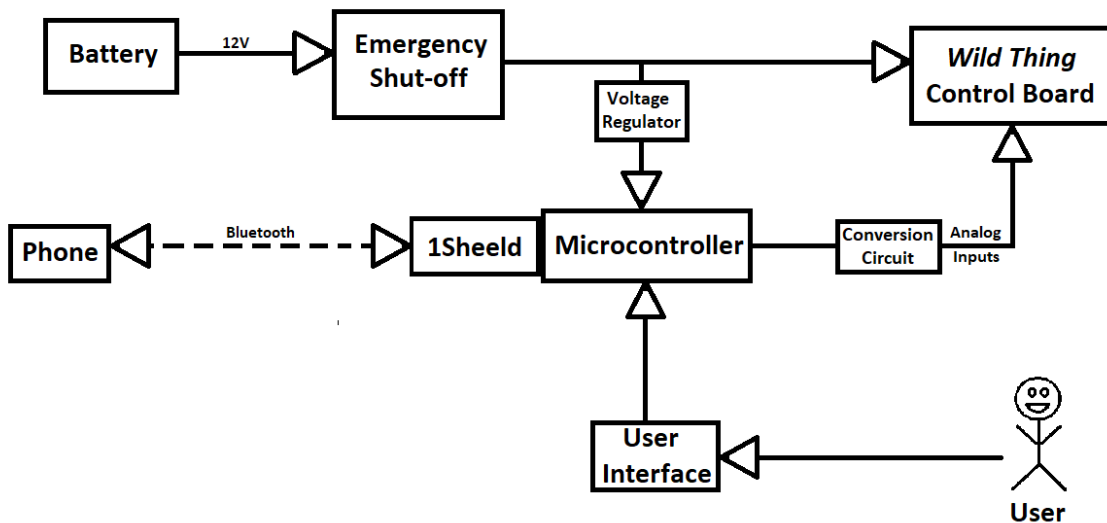 Battery
12V
Emergency
Shut-off
Wild Thing
Control Board
Voltage
Regulator
Phone
Bluetooth
1Sheeld
Microcontroller
Conversion
Circuit
Analog
Inputs
User
Interface
User